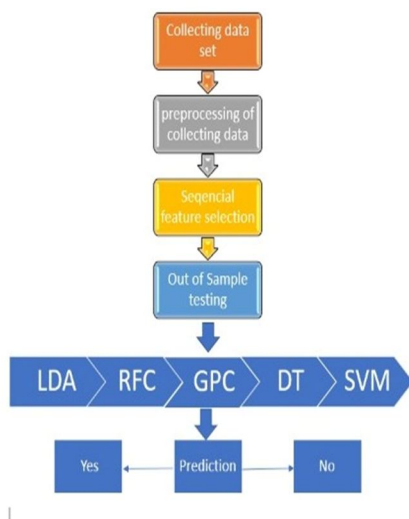 Collecting data
set
preprocessing of
collecting data
Seqencial
feature selection
Out of Sample
testing
LDA
RFC
GPC
DT
SVM
Yes
Prediction
No